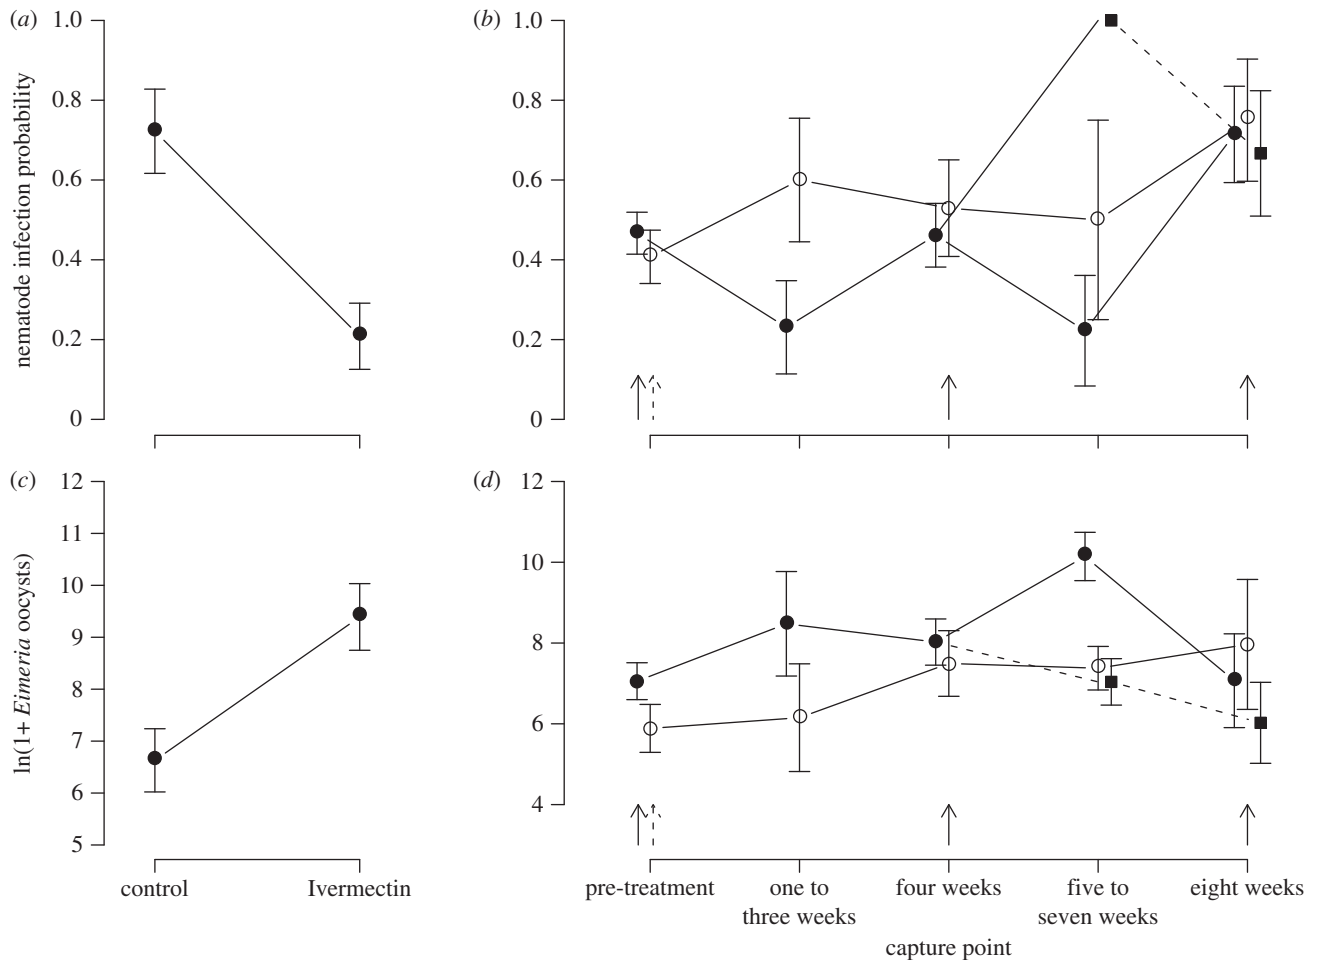 (a)
1.0
0.8
0.6
0.4
0.2
0
nematode infection probability
(b)
1.0
0.8
0.6
0.4
0.2
0
(c)
12
11
10
9
8
7
6
5
ln(1+ Eimeria oocysts)
control
Ivermectin
(d)
12
10
8
6
4
pre-treatment
one to
three weeks
four weeks
five to
seven weeks
eight weeks
capture point